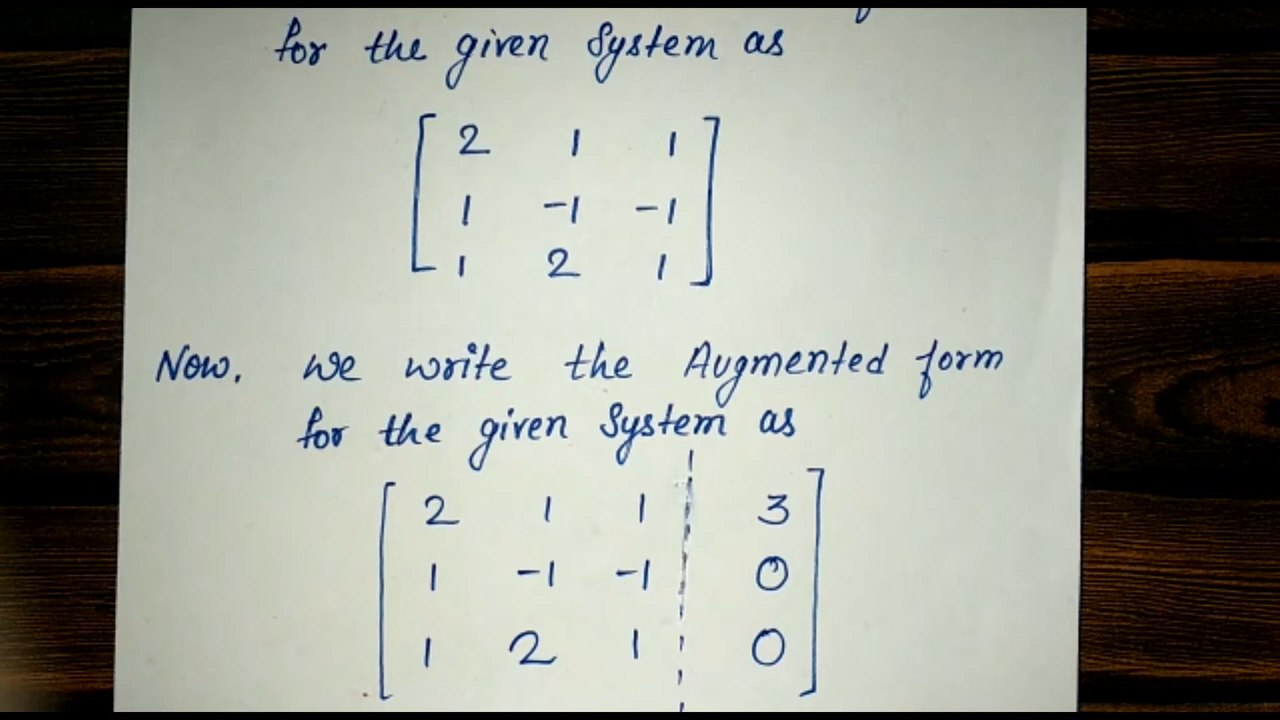 for the given System as
2 1 1
1 -1 -1
1 2 1
Now, we write the Augmented form
for the given System as
2 1 1 3
1 -1 -1 0
1 2 1 0